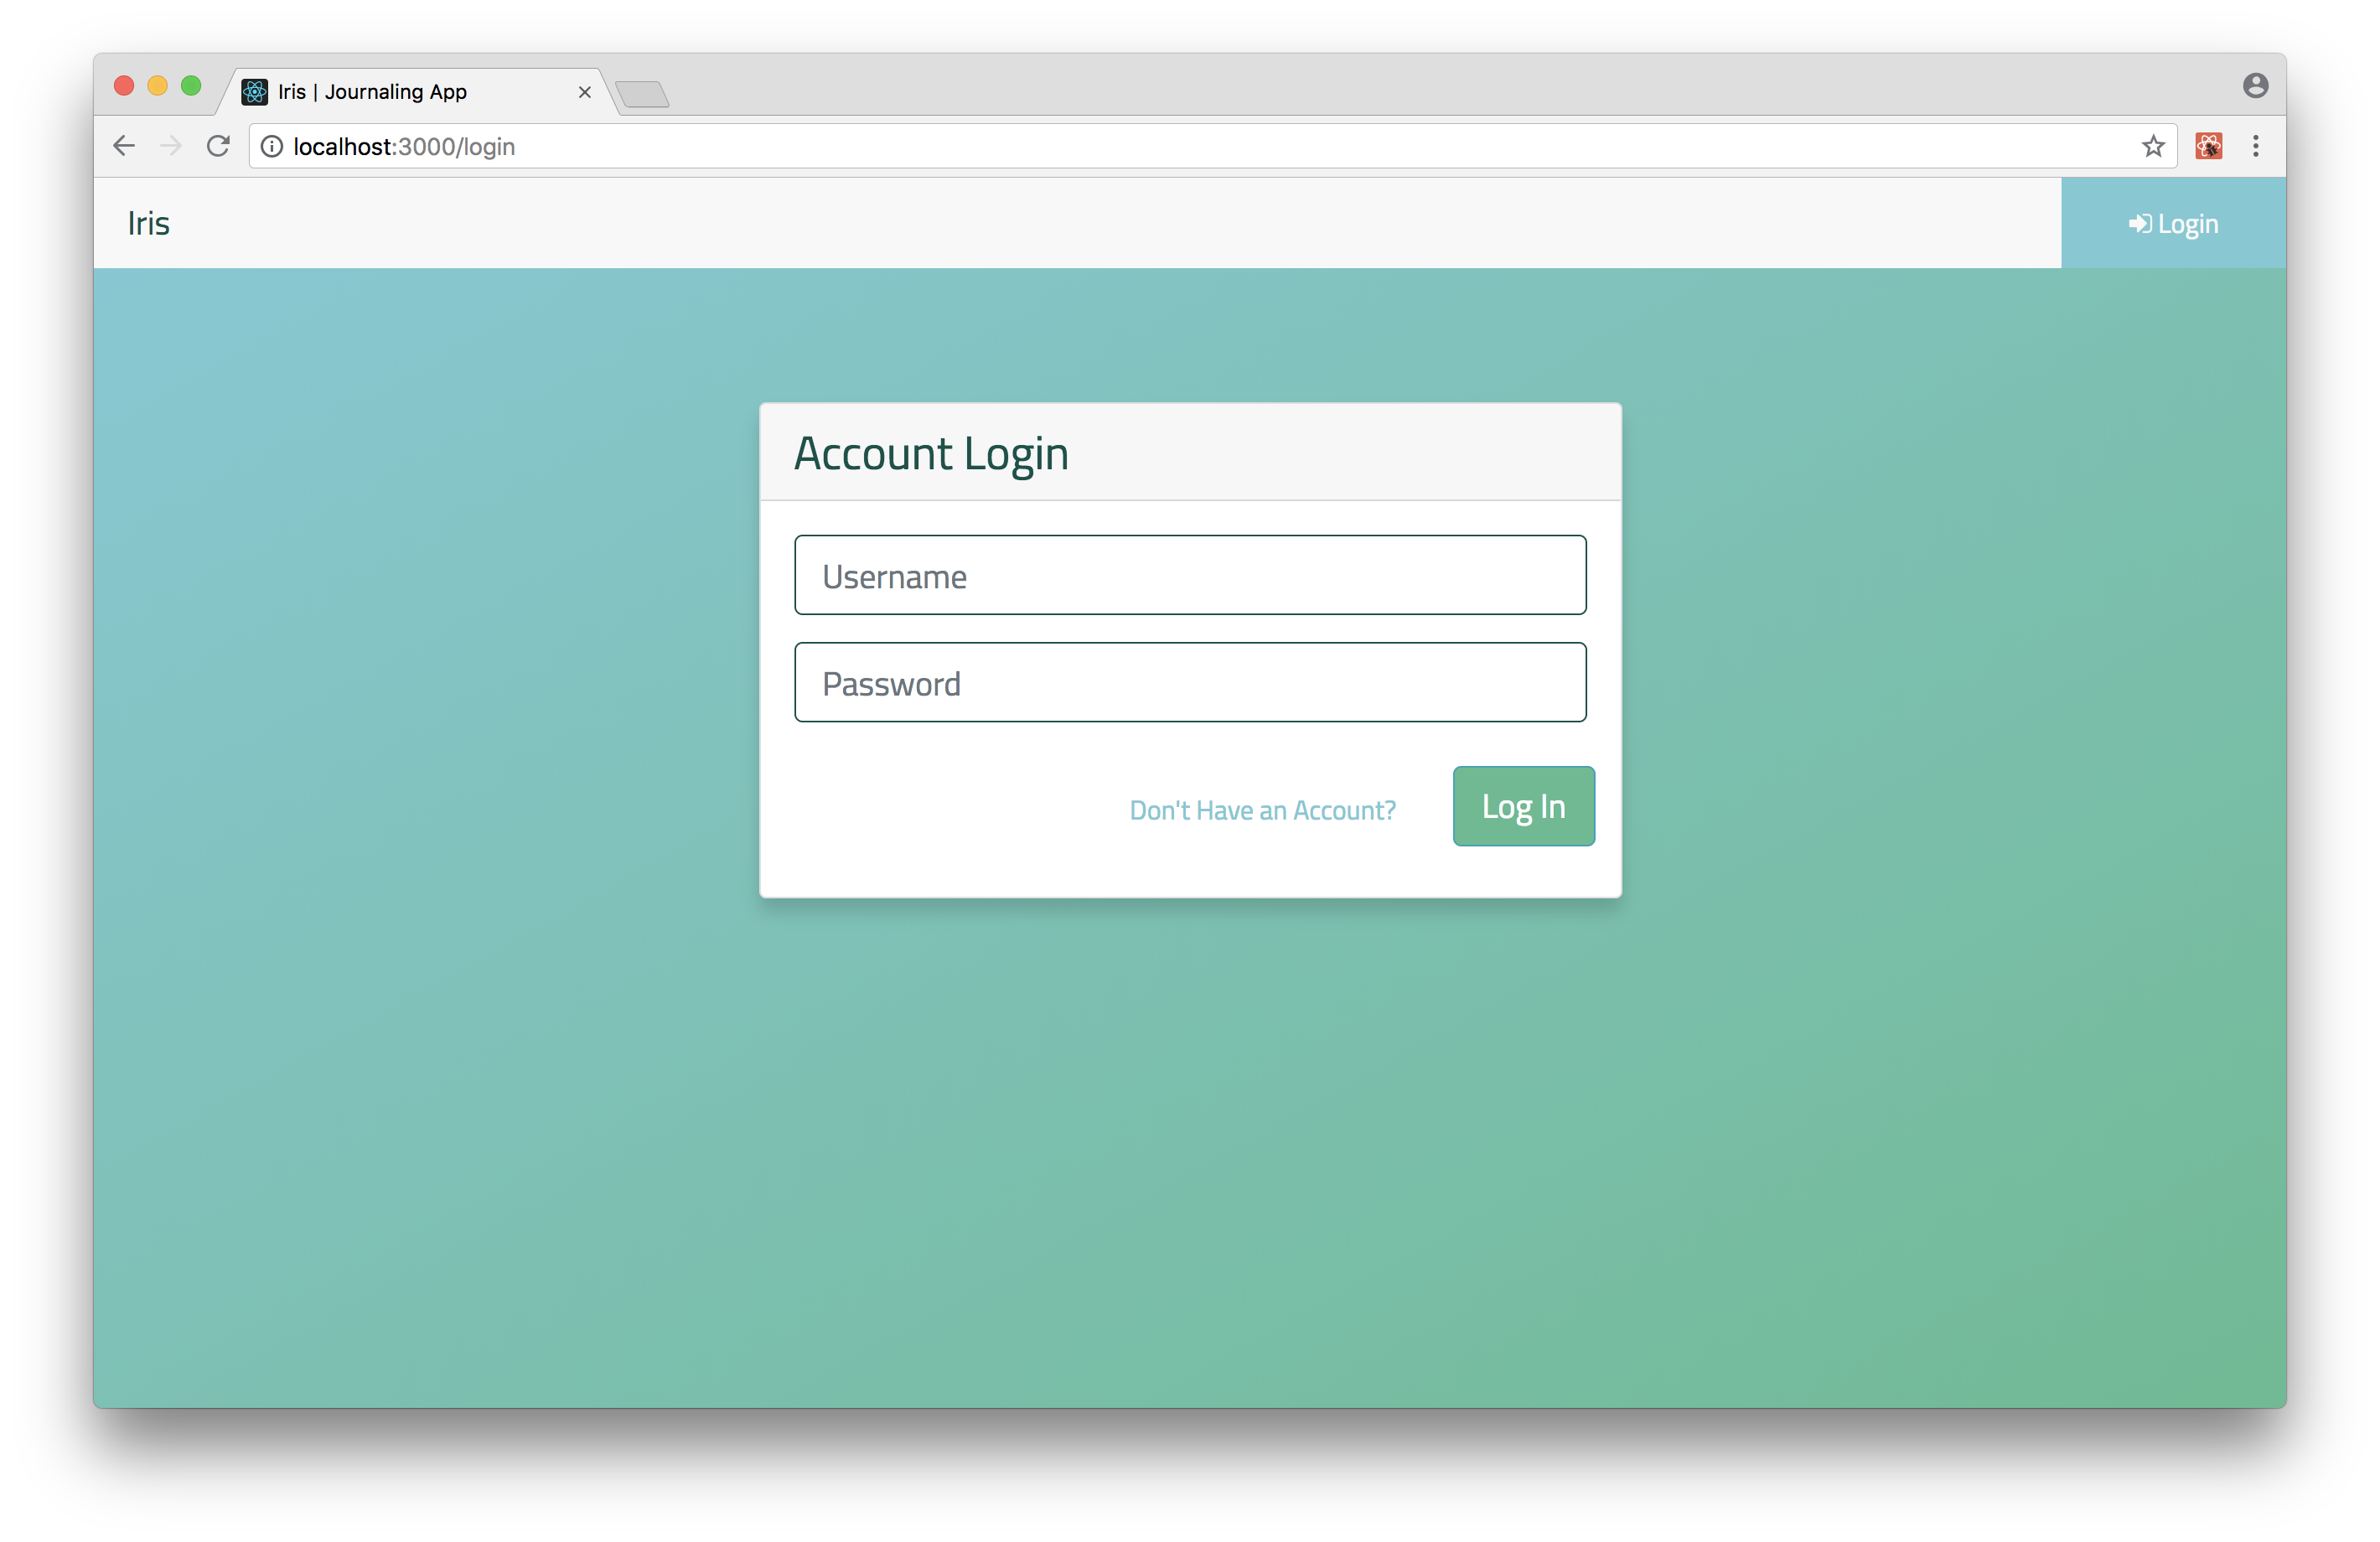 Iris | Journaling App
localhost:3000/login
Iris
Login
Account Login
Username
Password
Don't Have an Account?
Log In